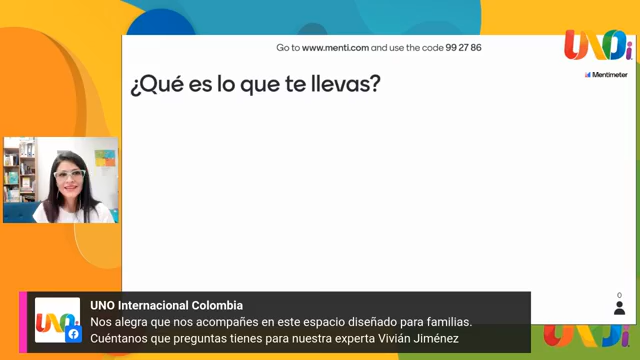 Go to www.menti.com and use the code 99 27 86
UNOi
Mentimeter
¿Qué es lo que te llevas?
0
UNO Internacional Colombia
UNOi
Nos alegra que nos acompañes en este espacio diseñado para familias.
Cuéntanos que preguntas tienes para nuestra experta Vivián Jiménez